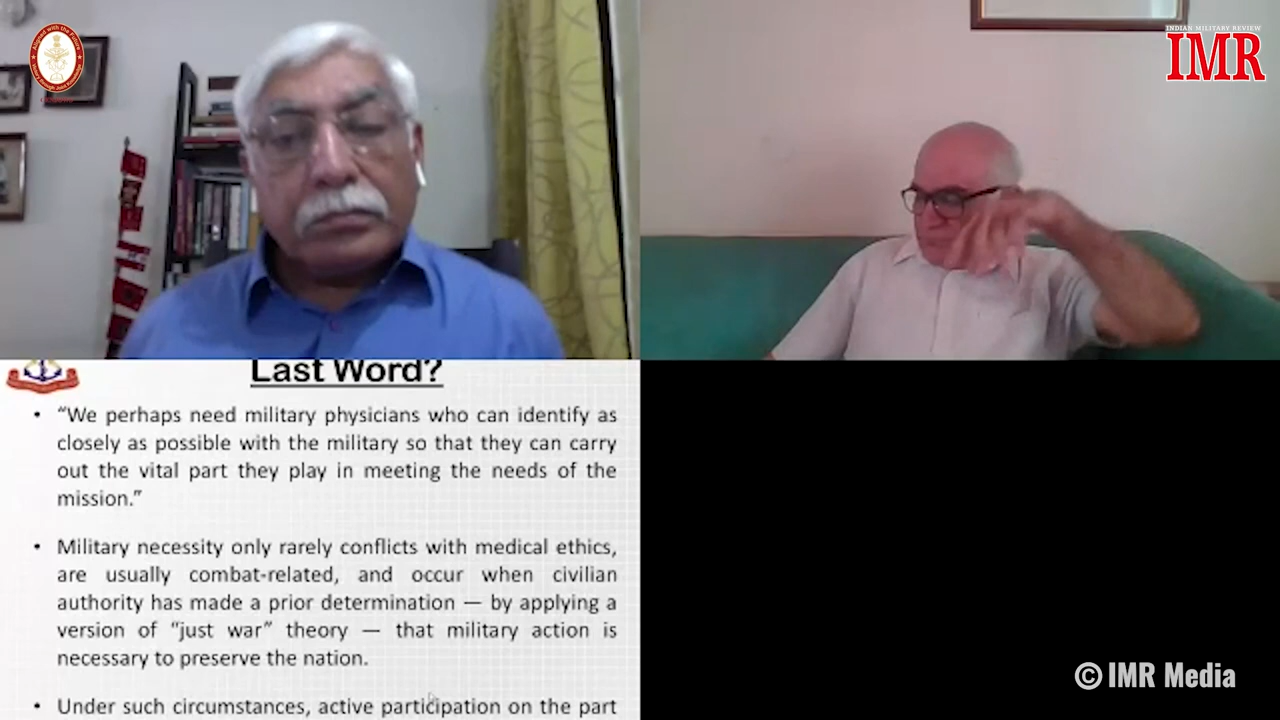 INDIAN MILITARY REVIEW
IMR
Last Word?
• “We perhaps need military physicians who can identify as
closely as possible with the military so that they can carry
out the vital part they play in meeting the needs of the
mission.”
• Military necessity only rarely conflicts with medical ethics,
are usually combat-related, and occur when civilian
authority has made a prior determination — by applying a
version of “just war” theory — that military action is
necessary to preserve the nation.
• Under such circumstances, active participation on the part
© IMR Media